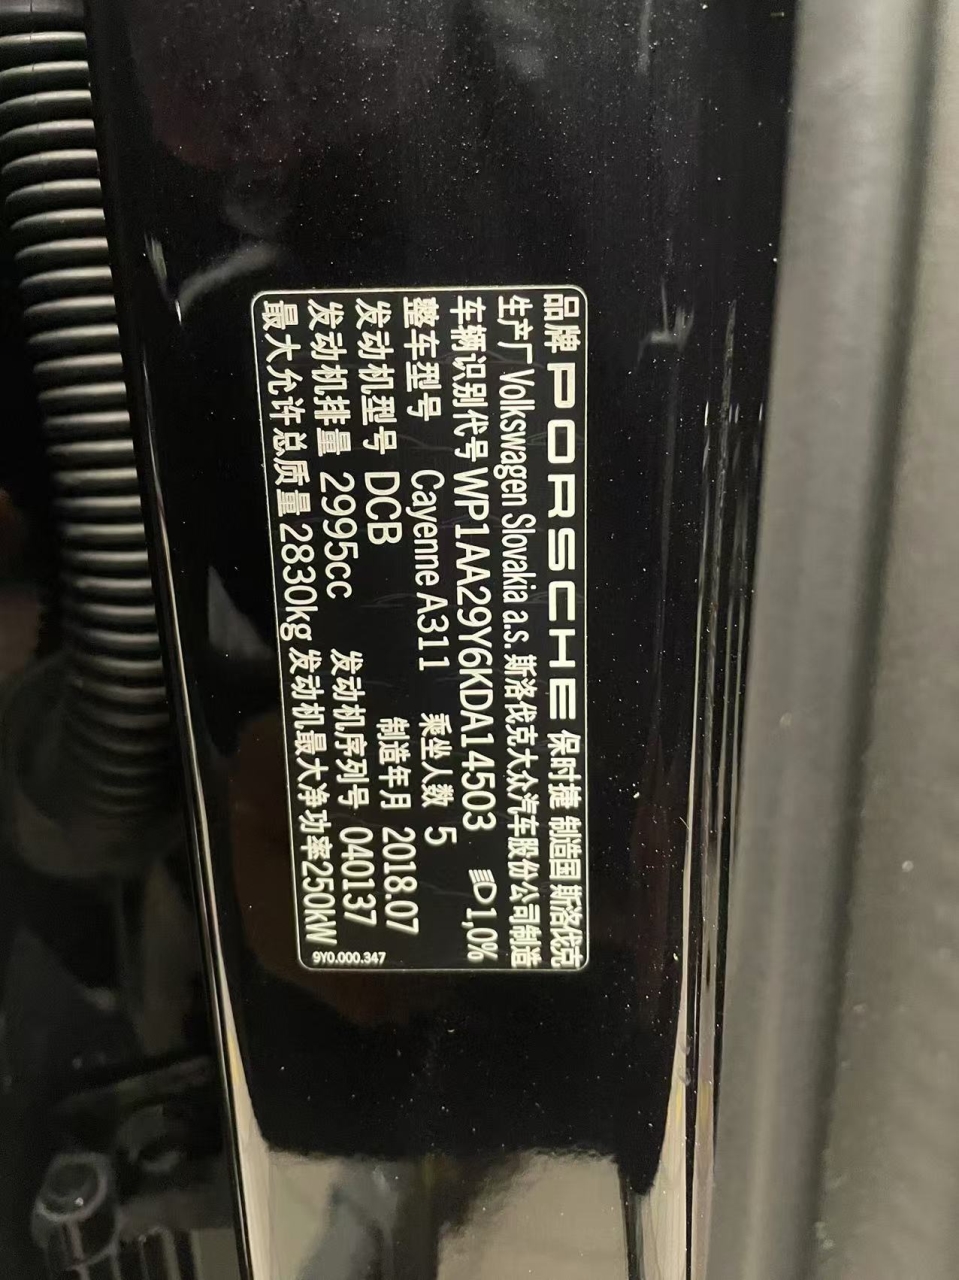 品牌 PORSCHE 保时捷 制造国 斯洛伐克
生产厂 Volkswagen Slovakia a.s. 斯洛伐克大众汽车股份公司制造
车辆识别代号 WP1AA29Y6KDA14503 1,0%
整车型号 Cayenne A311 乘坐人数 5
发动机型号 DCB 制造年月 2018.07
发动机排量 2995cc 发动机序列号 040137
最大允许总质量 2830kg 发动机最大净功率250kW
9Y0.000.347